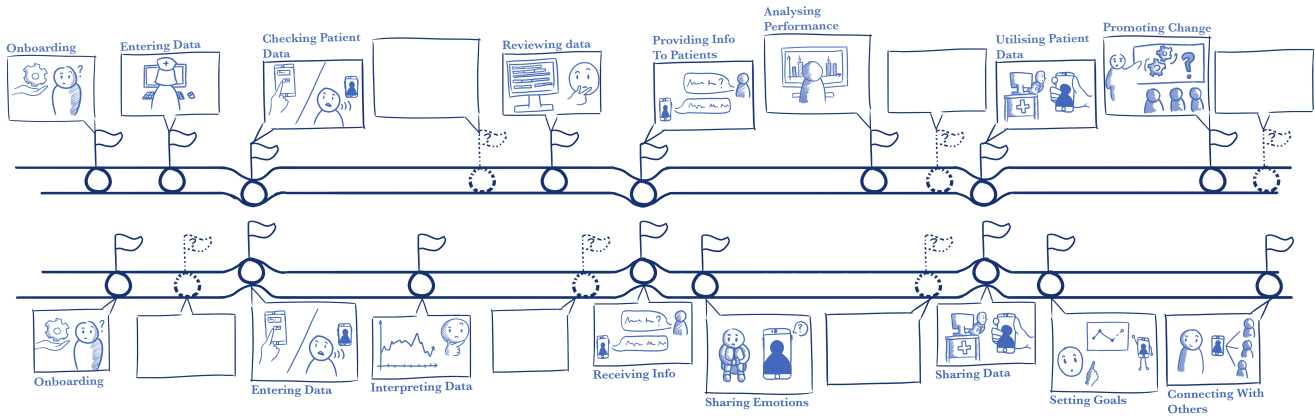 Onboarding
?
Entering Data
Checking Patient
Data
?
Reviewing data
Providing Info
To Patients
?
Analysing
Performance
?
Utilising Patient
Data
Promoting Change
?
?
?
Onboarding
?
Entering Data
Interpreting Data
?
?
Receiving Info
?
Sharing Emotions
?
Sharing Data
Setting Goals
Connecting With
Others